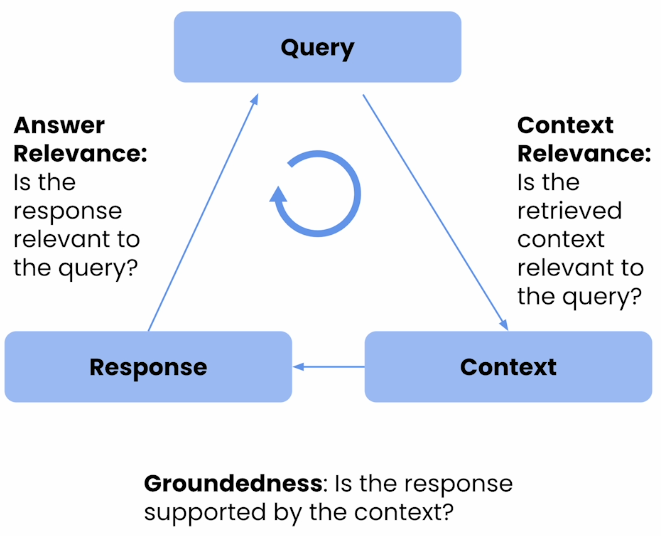 Query
Answer
Relevance:
Is the
response
relevant to
the query?
Context
Relevance:
Is the
retrieved
context
relevant to
the query?
Response
Context
Groundedness: Is the response
supported by the context?